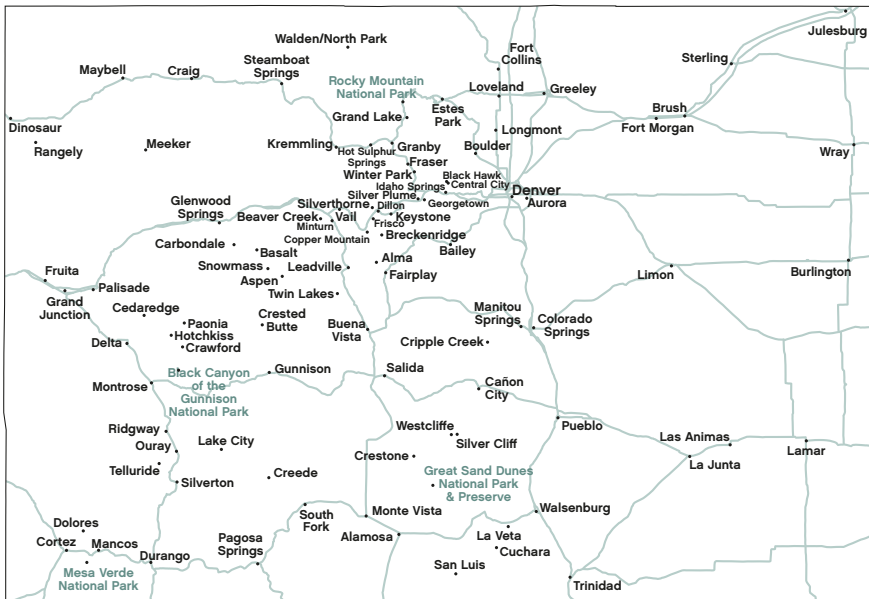 Walden/North Park
Fort
Collins
Julesburg
Sterling
Steamboat
Springs
Maybell
Craig
Rocky Mountain
National Park
Loveland
Greeley
Estes
Park
Brush
Fort Morgan
Grand Lake
Dinosaur
Rangely
Meeker
Kremmling
Hot Sulphur
Springs
Granby
Longmont
Boulder
Wray
Fraser
Winter Park
Black Hawk
Central City
Idaho Springs
Denver
Aurora
Silver Plume
Georgetown
Glenwood
Springs
Silverthorne
Dillon
Beaver Creek
Vail
Keystone
Minturn
Frisco
Copper Mountain
Breckenridge
Bailey
Carbondale
Basalt
Snowmass
Aspen
Leadville
Alma
Fairplay
Limon
Burlington
Fruita
Grand
Junction
Palisade
Twin Lakes
Cedaredge
Paonia
Hotchkiss
Crawford
Crested
Butte
Buena
Vista
Manitou
Springs
Colorado
Springs
Cripple Creek
Delta
Black Canyon
of the
Gunnison
National Park
Gunnison
Salida
Montrose
Cañon
City
Pueblo
Ridgway
Ouray
Lake City
Westcliffe
Silver Cliff
Las Animas
La Junta
Lamar
Telluride
Crestone
Silverton
Creede
Great Sand Dunes
National Park
& Preserve
South
Fork
Monte Vista
Walsenburg
Dolores
Cortez
Mancos
Durango
Pagosa
Springs
Alamosa
La Veta
Cuchara
San Luis
Trinidad
Mesa Verde
National Park